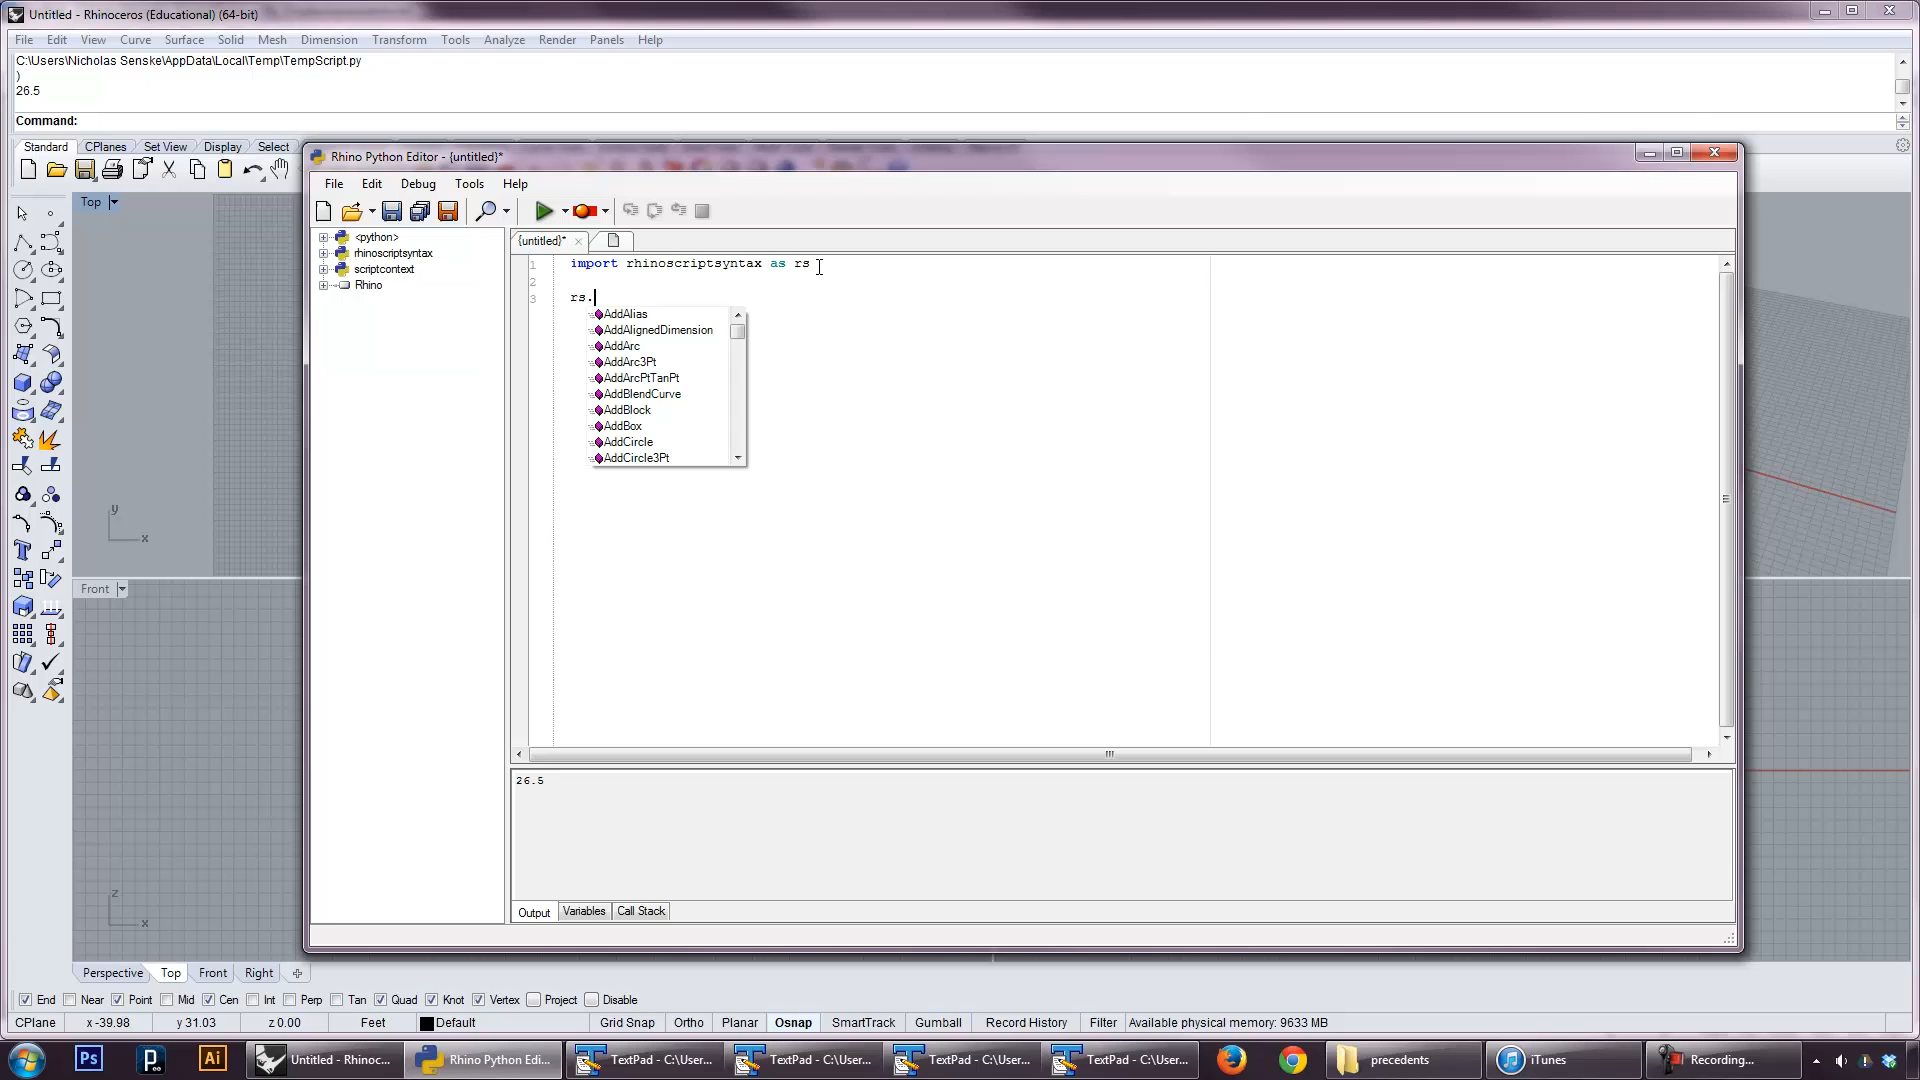 Untitled - Rhinoceros (Educational) (64-bit)
File Edit View Curve Surface Solid Mesh Dimension Transform Tools Analyze Render Panels Help
C:\Users\Nicholas Senske\AppData\Local\Temp\TempScript.py
)
26.5
Command:
Standard CPlanes Set View Display Select
Rhino Python Editor - {untitled}*
File Edit Debug Tools Help
Top
{untitled}*
<python>
rhinoscriptsyntax
scriptcontext
Rhino
1 import rhinoscriptsyntax as rs
2
3 rs.
AddAlias
AddAlignedDimension
AddArc
AddArc3Pt
AddArcPtTanPt
AddBlendCurve
AddBlock
AddBox
AddCircle
AddCircle3Pt
y
x
Front
z
x
26.5
Output Variables Call Stack
Perspective Top Front Right
End Near Point Mid Cen Int Perp Tan Quad Knot Vertex Project Disable
CPlane x -39.98 y 31.03 z 0.00 Feet Default Grid Snap Ortho Planar Osnap SmartTrack Gumball Record History Filter Available physical memory: 9633 MB
Ps p.. Ai Untitled - Rhinoc... Rhino Python Edi... TextPad - C:\User... TextPad - C:\User... TextPad - C:\User... TextPad - C:\User... precedents iTunes Recording...